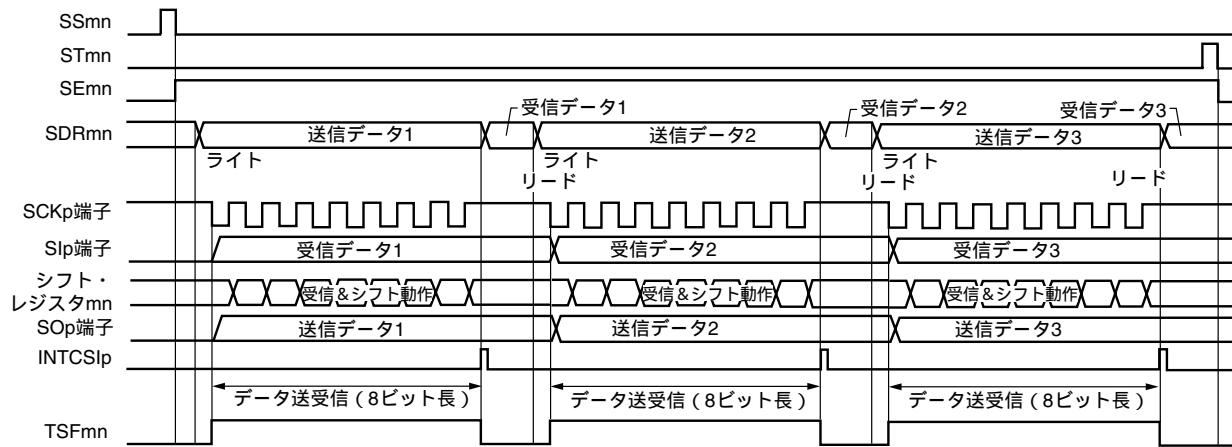 SSmn
STmn
SEmn
受信データ1
受信データ2
受信データ3
SDRmn
送信データ1
送信データ2
送信データ3
ライト
ライト
ライト
リード
リード
リード
SCKp端子
SIp端子
受信データ1
受信データ2
受信データ3
シフト・
レジスタmn
受信&シフト動作
受信&シフト動作
受信&シフト動作
SOp端子
送信データ1
送信データ2
送信データ3
INTCSIp
データ送受信（8ビット長）
データ送受信（8ビット長）
データ送受信（8ビット長）
TSFmn